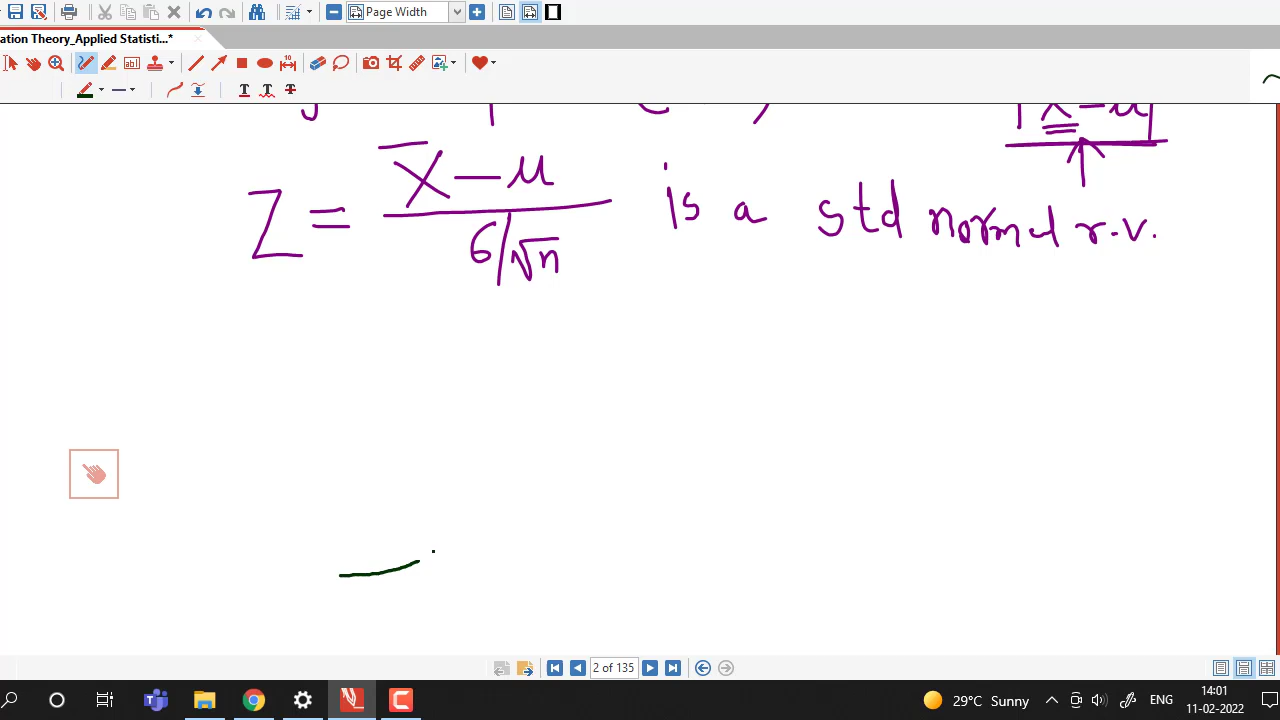 Page Width
ation Theory_Applied Statisti...*
|X̄ - μ|
Z = (X̄ - μ) / (σ/√n) is a std normal r.v.
2 of 135
29°C Sunny
ENG
14:01
11-02-2022